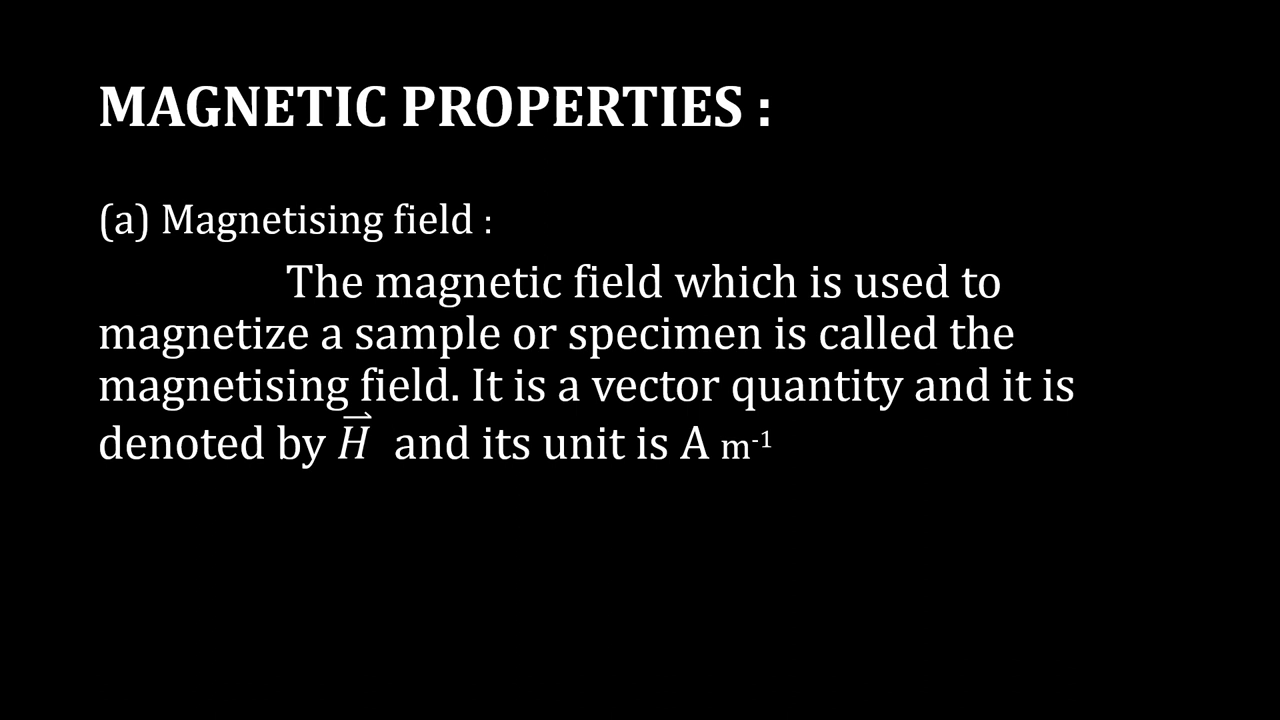 MAGNETIC PROPERTIES :
(a) Magnetising field :
The magnetic field which is used to
magnetize a sample or specimen is called the
magnetising field. It is a vector quantity and it is
denoted by \(\vec{H}\) and its unit is A m⁻¹